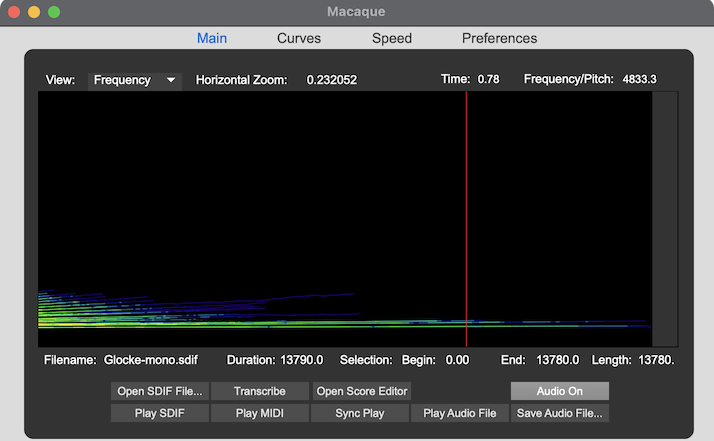 Macaque
Main Curves Speed Preferences
View: Frequency Horizontal Zoom: 0.232052 Time: 0.78 Frequency/Pitch: 4833.3
Filename: Glocke-mono.sdif Duration: 13790.0 Selection: Begin: 0.00 End: 13780.0 Length: 13780.
Open SDIF File... Transcribe Open Score Editor Audio On
Play SDIF Play MIDI Sync Play Play Audio File Save Audio File...